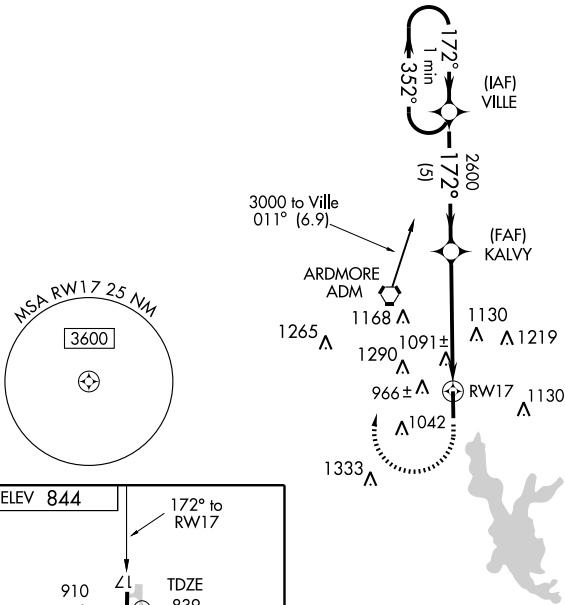 172°
1 min
352°
(IAF)
VILLE
2600
172°
(5)
3000 to Ville
011° (6.9)
(FAF)
KALVY
ARDMORE
ADM
MSA RW17 25 NM
3600
1168
1130
1265
1219
1091±
1290
966±
RW17
1130
1042
1333
ELEV 844
172° to
RW17
17
TDZE
910